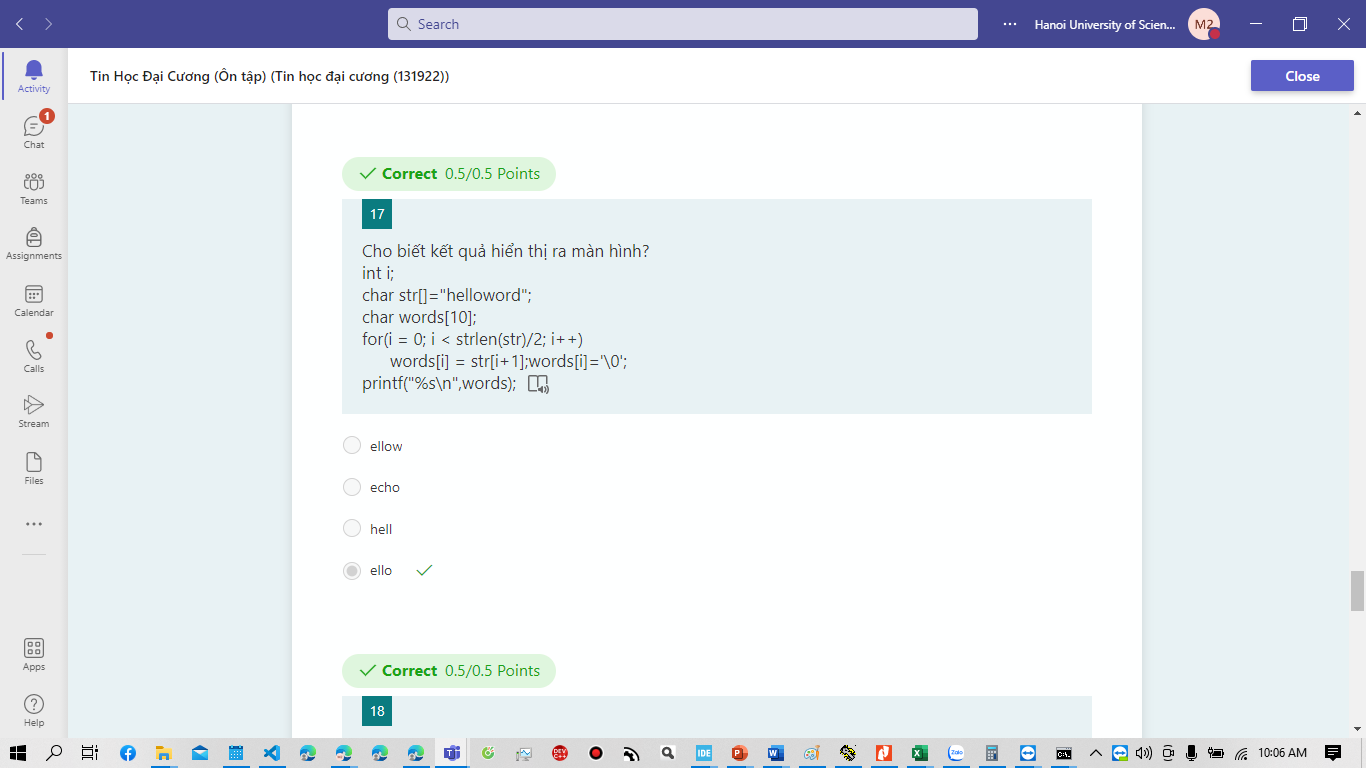 Search
Hanoi University of Scien...
M2
Activity
1
Chat
Teams
Assignments
Calendar
Calls
Stream
Files
Apps
Help
Tin Học Đại Cương (Ôn tập) (Tin học đại cương (131922))
Close
Correct 0.5/0.5 Points
17
Cho biết kết quả hiển thị ra màn hình?
int i;
char str[]="helloword";
char words[10];
for(i = 0; i < strlen(str)/2; i++)
words[i] = str[i+1];words[i]='\0';
printf("%s\n",words);
ellow
echo
hell
ello
Correct 0.5/0.5 Points
18
DEV C++
IDE
Zalo
10:06 AM